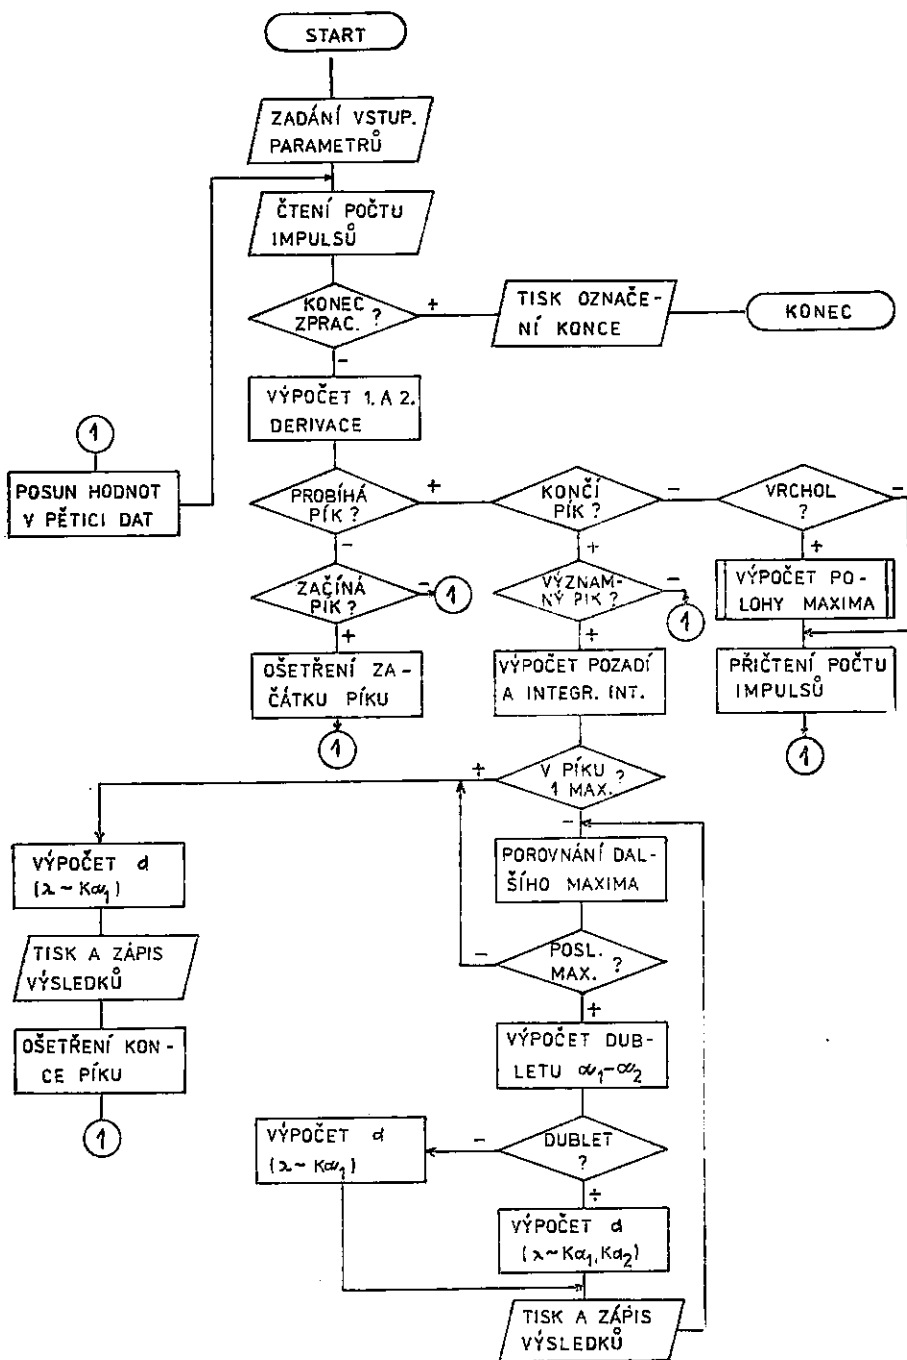 START
ZADÁNÍ VSTUP.
PARAMETRŮ
ČTENÍ POČTU
IMPULSŮ
KONEC
ZPRAC. ?
+
TISK OZNAČE-
NÍ KONCE
KONEC
-
VÝPOČET 1. A 2.
DERIVACE
1
POSUN HODNOT
V PĚTICI DAT
PROBÍHÁ
PÍK ?
+
KONČÍ
PÍK ?
-
VRCHOL
?
-
-
+
+
ZAČÍNÁ
PÍK ?
-
1
VÝZNAM-
NÝ PÍK ?
-
1
VÝPOČET PO-
LOHY MAXIMA
+
+
OŠETŘENÍ ZA-
ČÁTKU PÍKU
1
VÝPOČET POZADÍ
A INTEGR. INT.
PŘIČTENÍ POČTU
IMPULSŮ
1
+
V PÍKU ?
1 MAX.
-
VÝPOČET d
(λ ~ Kα₁)
POROVNÁNÍ DAL-
ŠÍHO MAXIMA
TISK A ZÁPIS
VÝSLEDKŮ
-
POSL.
MAX. ?
+
OŠETŘENÍ KON-
CE PÍKU
1
VÝPOČET DUB-
LETU α₁-α₂
VÝPOČET d
(λ ~ Kα₁)
-
DUBLET
?
+
VÝPOČET d
(λ ~ Kα₁, Kα₂)
TISK A ZÁPIS
VÝSLEDKŮ